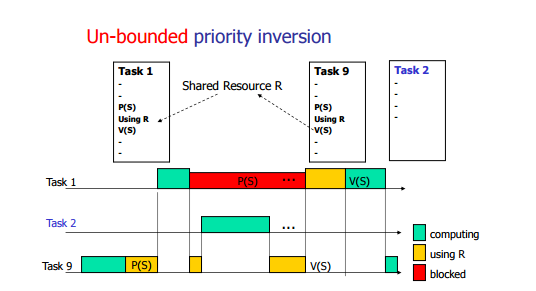 Un-bounded priority inversion
Task 1
-
-
P(S)
Using R
V(S)
-
-
Shared Resource R
Task 9
-
-
P(S)
Using R
V(S)
-
-
Task 2
-
-
-
-
Task 1
P(S)
...
V(S)
Task 2
...
Task 9
P(S)
V(S)
computing
using R
blocked